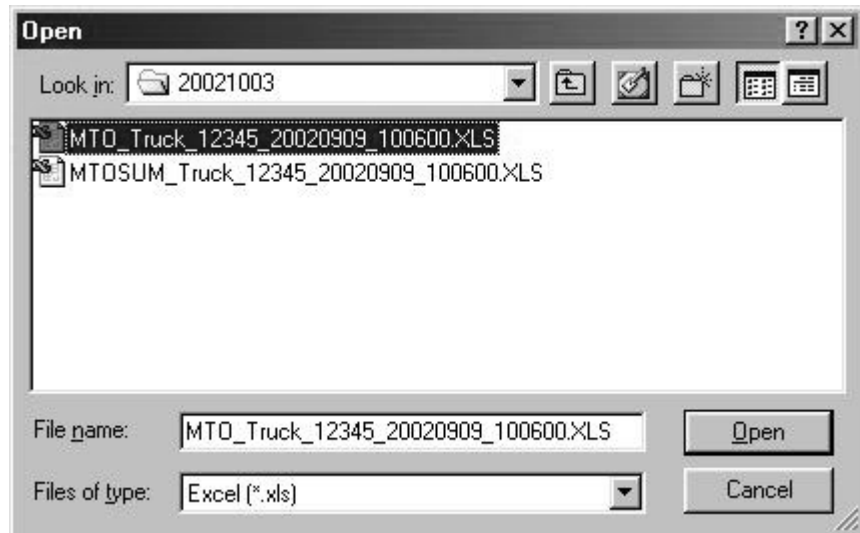 Open
Look in: 20021003
MTO_Truck_12345_20020909_100600.XLS
MTOSUM_Truck_12345_20020909_100600.XLS
File name: MTO_Truck_12345_20020909_100600.XLS Open
Files of type: Excel (*.xls) Cancel